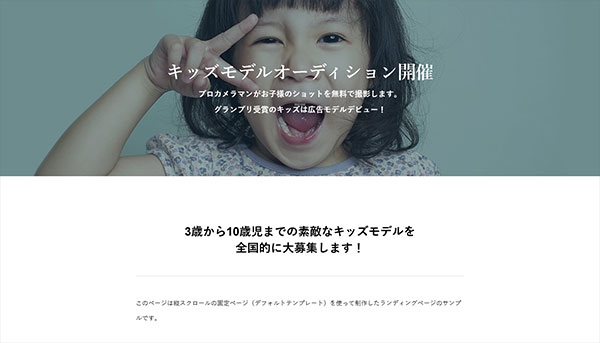 キッズモデルオーディション開催
プロカメラマンがお子様のショットを無料で撮影します。
グランプリ受賞のキッズは広告モデルデビュー！
3歳から10歳児までの素敵なキッズモデルを
全国的に大募集します！
このページは縦スクロールの固定ページ（デフォルトテンプレート）を使って制作したランディングページのサンプ
ルです。